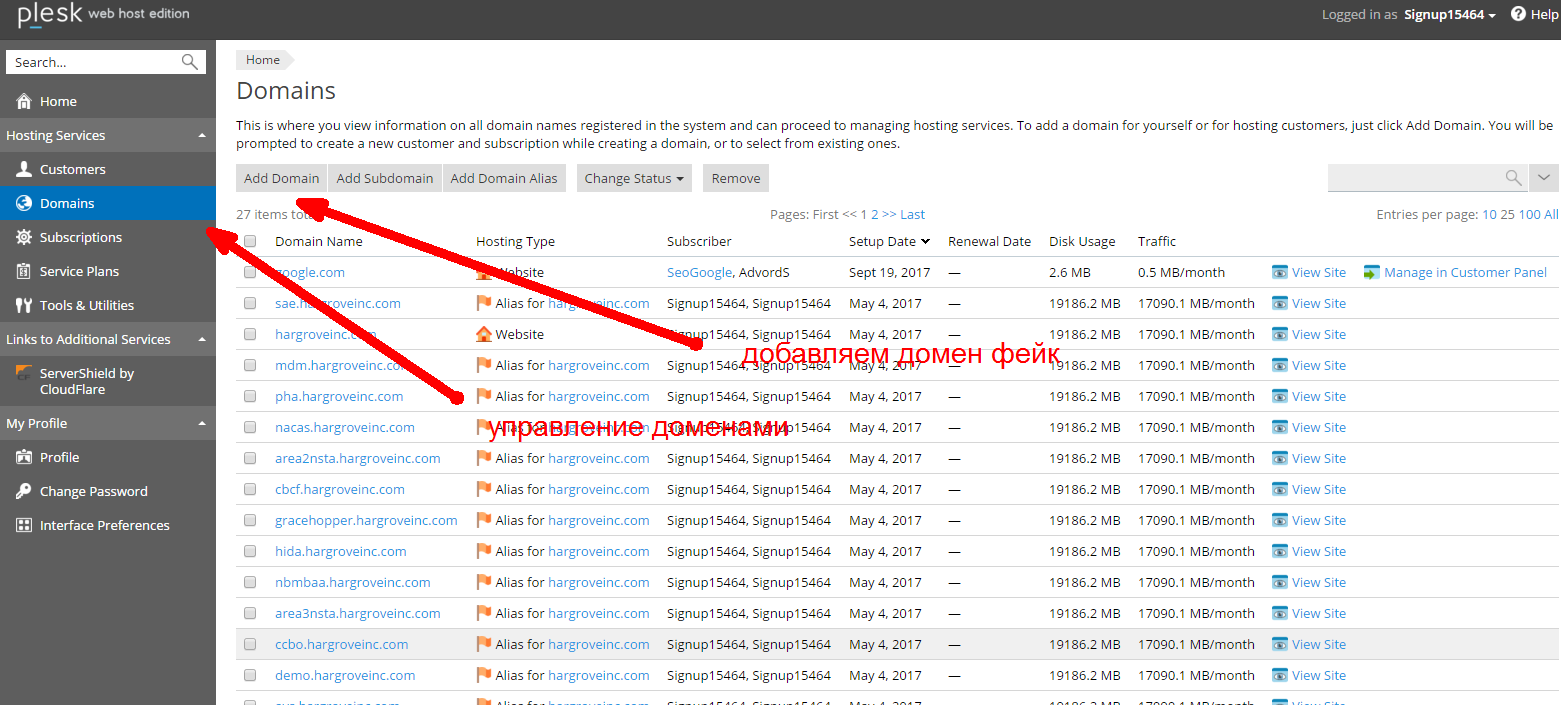 plesk web host edition
Logged in as Signup15464 Help
Search...
Home
Hosting Services
Customers
Domains
Subscriptions
Service Plans
Tools & Utilities
Links to Additional Services
ServerShield by
CloudFlare
My Profile
Profile
Change Password
Interface Preferences
Home
Domains
This is where you view information on all domain names registered in the system and can proceed to managing hosting services. To add a domain for yourself or for hosting customers, just click Add Domain. You will be
prompted to create a new customer and subscription while creating a domain, or to select from existing ones.
Add Domain Add Subdomain Add Domain Alias Change Status Remove
27 items Pages: First << 1 2 >> Last Entries per page: 10 25 100 All
Domain Name Hosting Type Subscriber Setup Date Renewal Date Disk Usage Traffic
google.com Website SeoGoogle, AdvordS Sept 19, 2017 — 2.6 MB 0.5 MB/month View Site Manage in Customer Panel
sae.hargroveinc.com Alias for hargroveinc.com Signup15464, Signup15464 May 4, 2017 — 19186.2 MB 17090.1 MB/month View Site
hargroveinc.com Website Signup15464, Signup15464 May 4, 2017 — 19186.2 MB 17090.1 MB/month View Site
добавляем домен фейк
mdm.hargroveinc.com Alias for hargroveinc.com Signup15464, Signup15464 May 4, 2017 — 19186.2 MB 17090.1 MB/month View Site
pha.hargroveinc.com Alias for hargroveinc.com Signup15464, Signup15464 May 4, 2017 — 19186.2 MB 17090.1 MB/month View Site
управление доменами
nacas.hargroveinc.com Alias for hargroveinc.com Signup15464, Signup15464 May 4, 2017 — 19186.2 MB 17090.1 MB/month View Site
area2nsta.hargroveinc.com Alias for hargroveinc.com Signup15464, Signup15464 May 4, 2017 — 19186.2 MB 17090.1 MB/month View Site
cbcf.hargroveinc.com Alias for hargroveinc.com Signup15464, Signup15464 May 4, 2017 — 19186.2 MB 17090.1 MB/month View Site
gracehopper.hargroveinc.com Alias for hargroveinc.com Signup15464, Signup15464 May 4, 2017 — 19186.2 MB 17090.1 MB/month View Site
hida.hargroveinc.com Alias for hargroveinc.com Signup15464, Signup15464 May 4, 2017 — 19186.2 MB 17090.1 MB/month View Site
nbmbaa.hargroveinc.com Alias for hargroveinc.com Signup15464, Signup15464 May 4, 2017 — 19186.2 MB 17090.1 MB/month View Site
area3nsta.hargroveinc.com Alias for hargroveinc.com Signup15464, Signup15464 May 4, 2017 — 19186.2 MB 17090.1 MB/month View Site
ccbo.hargroveinc.com Alias for hargroveinc.com Signup15464, Signup15464 May 4, 2017 — 19186.2 MB 17090.1 MB/month View Site
demo.hargroveinc.com Alias for hargroveinc.com Signup15464, Signup15464 May 4, 2017 — 19186.2 MB 17090.1 MB/month View Site